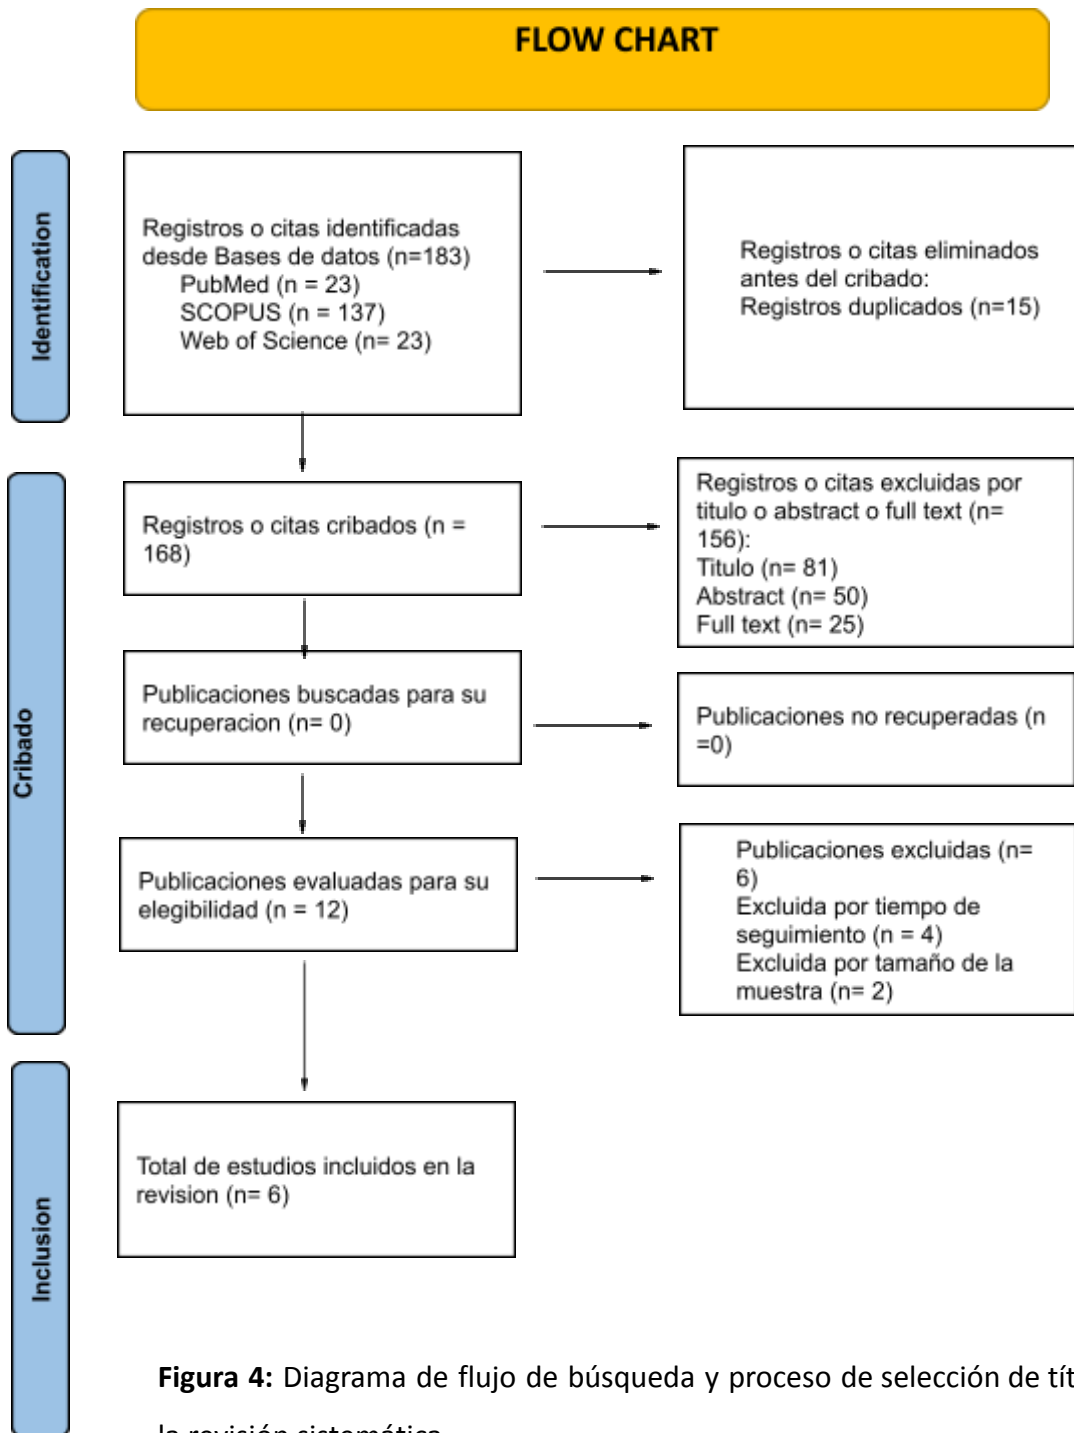 FLOW CHART
Identification
Registros o citas identificadas
desde Bases de datos (n=183)
PubMed (n = 23)
SCOPUS (n = 137)
Web of Science (n= 23)
Registros o citas eliminados
antes del cribado:
Registros duplicados (n=15)
Cribado
Registros o citas cribados (n =
168)
Registros o citas excluidas por
titulo o abstract o full text (n=
156):
Titulo (n= 81)
Abstract (n= 50)
Full text (n= 25)
Publicaciones buscadas para su
recuperacion (n= 0)
Publicaciones no recuperadas (n
=0)
Publicaciones evaluadas para su
elegibilidad (n = 12)
Publicaciones excluidas (n=
6)
Excluida por tiempo de
seguimiento (n = 4)
Excluida por tamaño de la
muestra (n= 2)
Inclusion
Total de estudios incluidos en la
revision (n= 6)
Figura 4: Diagrama de flujo de búsqueda y proceso de selección de tít
la revisión sistemática